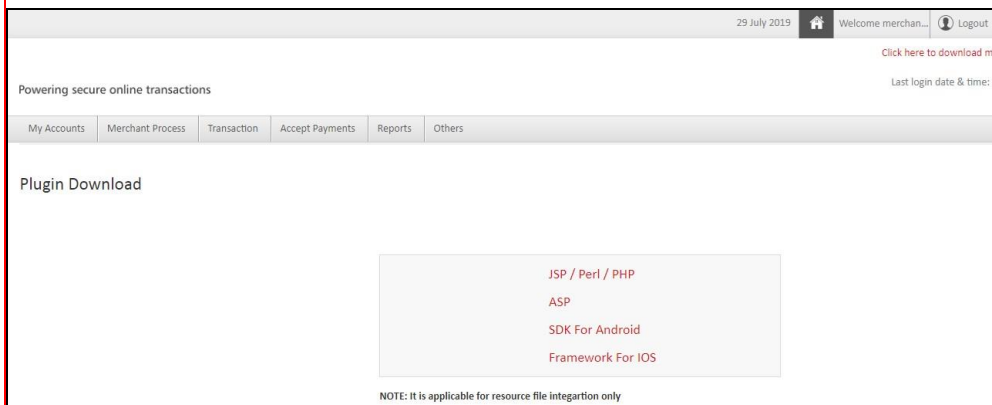 29 July 2019 Welcome merchan... Logout
Click here to download m
Last login date & time:
Powering secure online transactions
My Accounts Merchant Process Transaction Accept Payments Reports Others
Plugin Download
JSP / Perl / PHP
ASP
SDK For Android
Framework For IOS
NOTE: It is applicable for resource file integartion only